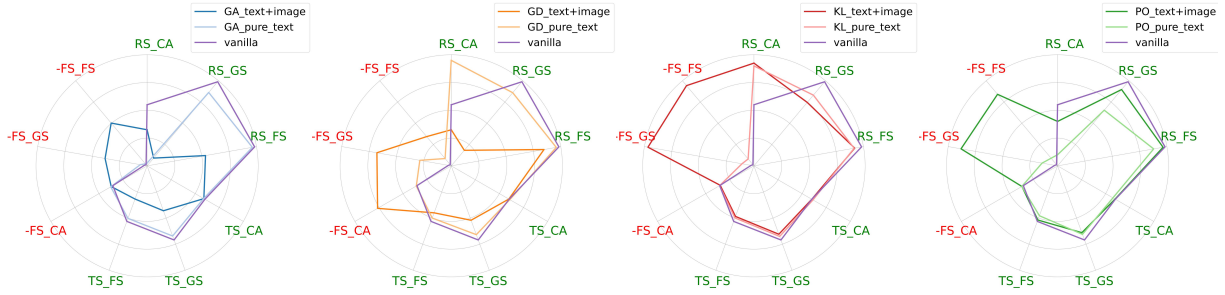 GA_text+image
GA_pure_text
vanilla
RS_CA
RS_GS
RS_FS
TS_CA
TS_GS
TS_FS
-FS_CA
-FS_GS
-FS_FS
GD_text+image
GD_pure_text
vanilla
RS_CA
RS_GS
RS_FS
TS_CA
TS_GS
TS_FS
-FS_CA
-FS_GS
-FS_FS
KL_text+image
KL_pure_text
vanilla
RS_CA
RS_GS
RS_FS
TS_CA
TS_GS
TS_FS
-FS_CA
-FS_GS
-FS_FS
PO_text+image
PO_pure_text
vanilla
RS_CA
RS_GS
RS_FS
TS_CA
TS_GS
TS_FS
-FS_CA
-FS_GS
-FS_FS